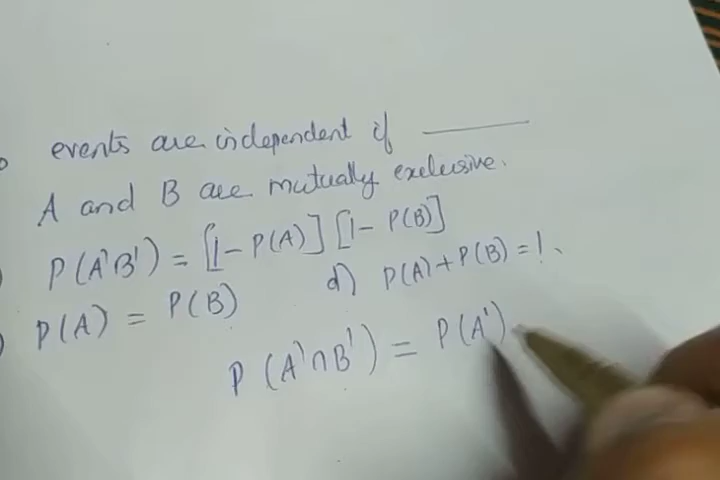 o events are independent if ______
A and B are mutually exclusive.
) P(A'B') = [1 - P(A)] [1 - P(B)]
) P(A) = P(B) d) P(A) + P(B) = 1.
P(A'∩B') = P(A')